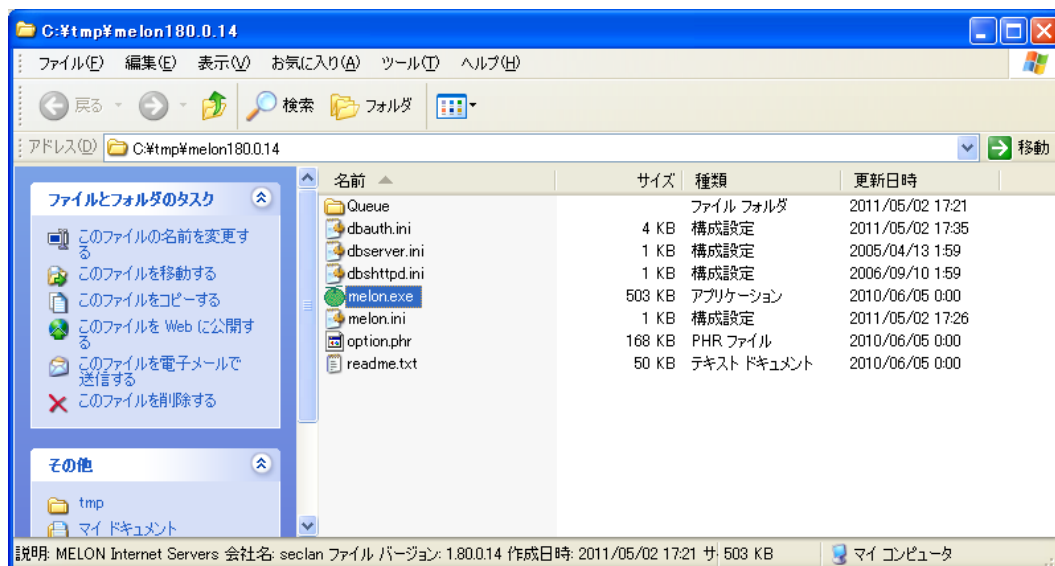 C:¥tmp¥melon180.0.14
ファイル(F) 編集(E) 表示(V) お気に入り(A) ツール(T) ヘルプ(H)
戻る 検索 フォルダ
アドレス(D) C:¥tmp¥melon180.0.14 移動
ファイルとフォルダのタスク
このファイルの名前を変更す
る
このファイルを移動する
このファイルをコピーする
このファイルを Web に公開す
る
このファイルを電子メールで
送信する
このファイルを削除する
その他
tmp
マイ ドキュメント
名前 サイズ 種類 更新日時
Queue ファイル フォルダ 2011/05/02 17:21
dbauth.ini 4 KB 構成設定 2011/05/02 17:35
dbserver.ini 1 KB 構成設定 2005/04/13 1:59
dbshttpd.ini 1 KB 構成設定 2006/09/10 1:59
melon.exe 503 KB アプリケーション 2010/06/05 0:00
melon.ini 1 KB 構成設定 2011/05/02 17:26
option.phr 168 KB PHR ファイル 2010/06/05 0:00
readme.txt 50 KB テキスト ドキュメント 2010/06/05 0:00
説明: MELON Internet Servers 会社名: seclan ファイル バージョン: 1.80.0.14 作成日時: 2011/05/02 17:21 サ 503 KB マイ コンピュータ